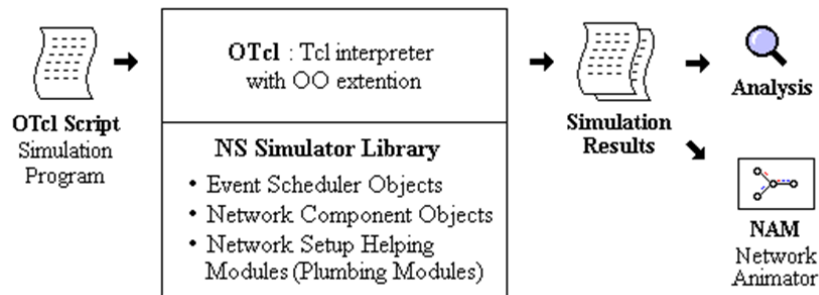 OTcl Script
Simulation
Program
OTcl : Tcl interpreter
with OO extention
NS Simulator Library
• Event Scheduler Objects
• Network Component Objects
• Network Setup Helping
Modules (Plumbing Modules)
Simulation
Results
Analysis
NAM
Network
Animator